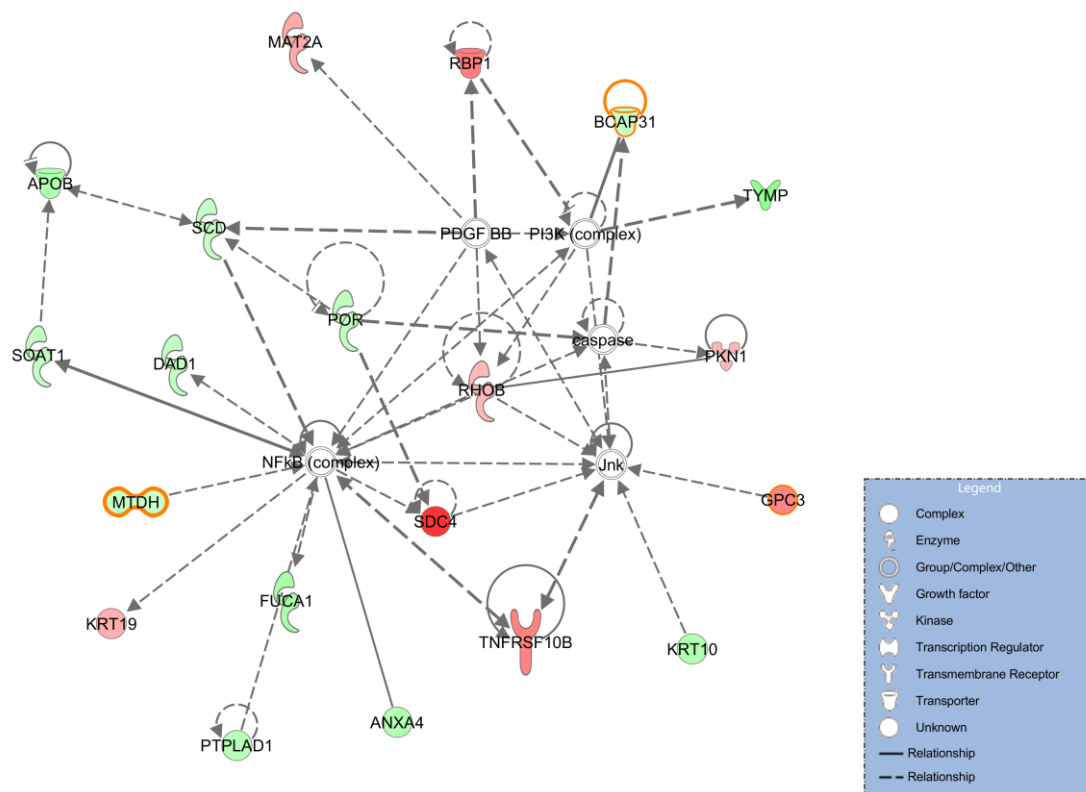 MAT2A
RBP1
BCAP31
APOB
TYMP
SCD
PDGF BB
PI3K (complex)
POR
caspase
SOAT1
DAD1
PKN1
RHOB
NFkB (complex)
Jnk
MTDH
GPC3
SDC4
FUCA1
KRT19
TNFRSF10B
KRT10
ANXA4
PTPLAD1
Legend
Complex
Enzyme
Group/Complex/Other
Growth factor
Kinase
Transcription Regulator
Transmembrane Receptor
Transporter
Unknown
Relationship
Relationship